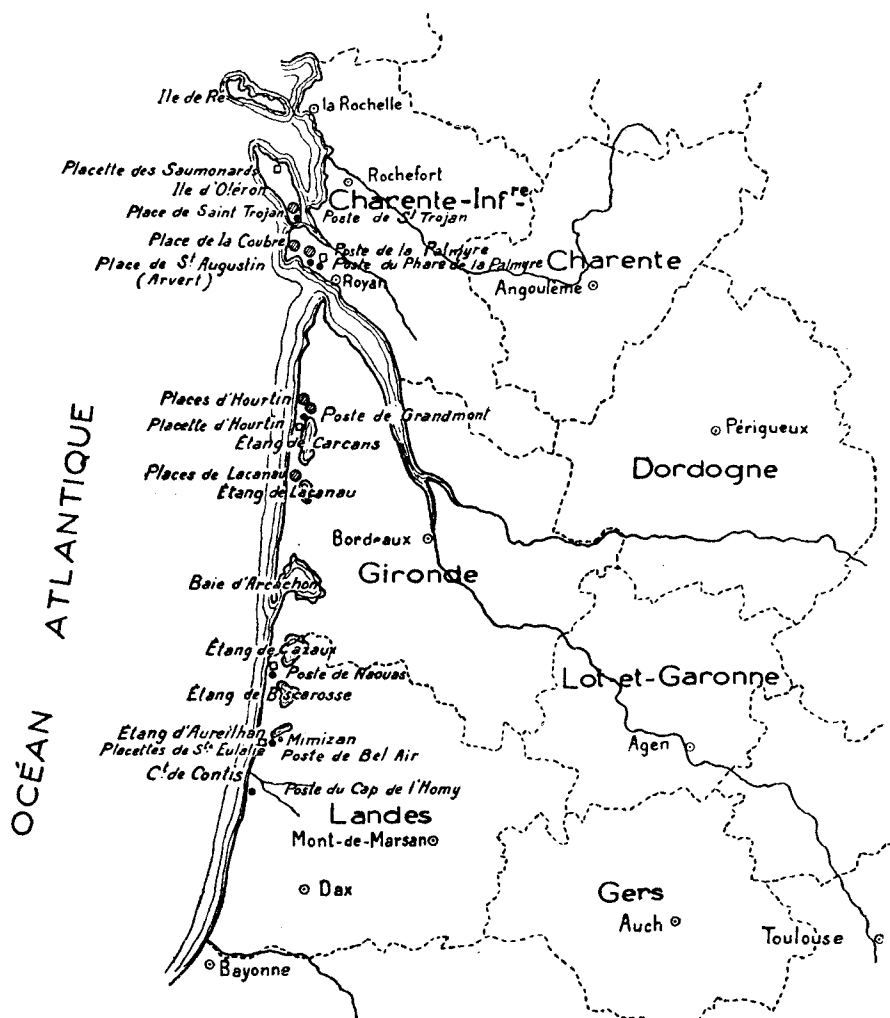 Ile de Ré
la Rochelle
Placette des Saumonards
Rochefort
Ile d'Oléron
Charente-Inf.re
Place de Saint Trojan
Poste de St Trojan
Place de la Coubre
Poste de la Palmyre
Place de St Augustin
(Arvert)
Poste du Phare de la Palmyre
Charente
Royan
Angoulême
Places d'Hourtin
Poste de Grandmont
Placette d'Hourtin
Étang de Carcans
Périgueux
Dordogne
Places de Lacanau
Étang de Lacanau
OCÉAN ATLANTIQUE
Bordeaux
Gironde
Baie d'Arcachon
Étang de Cazaux
Poste de Naouas
Lot-et-Garonne
Étang de Biscarosse
Étang d'Aureilhan
Mimizan
Placettes de Ste Eulalie
Poste de Bel Air
Agen
Ct de Contis
Poste du Cap de l'Homy
Landes
Mont-de-Marsan
Dax
Gers
Auch
Toulouse
Bayonne